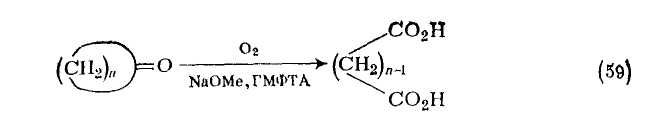 CO₂H
(CH₂)ₙ =O O₂ (CH₂)ₙ₋₁ (59)
NaOMe, ГМФТА
CO₂H